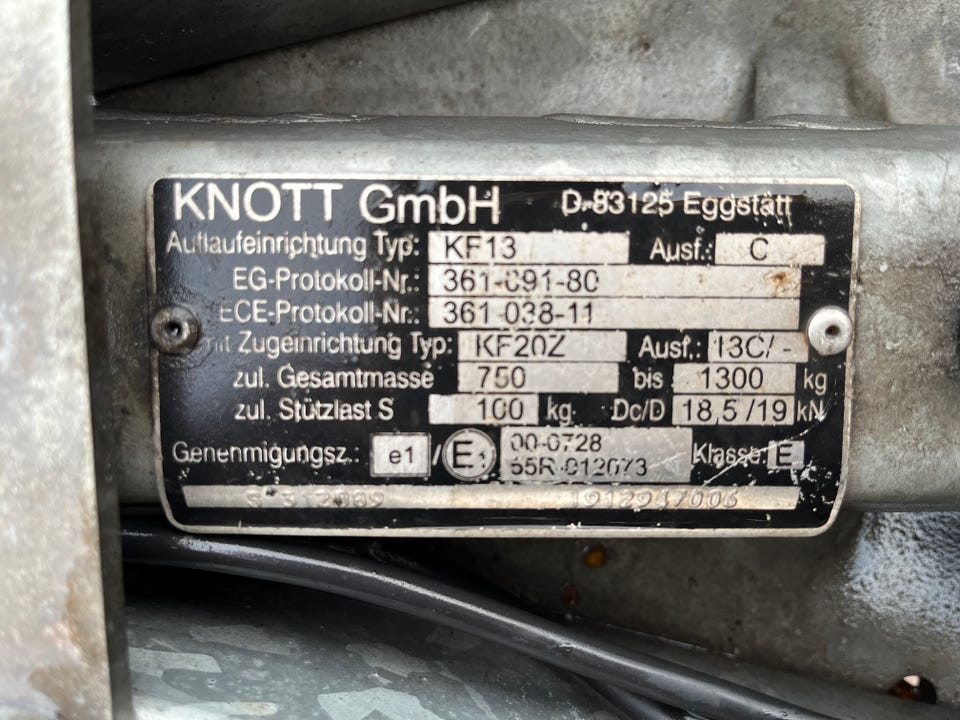 KNOTT GmbH D-83125 Eggstätt
Auflaufeinrichtung Typ: KF13 Ausf.: C
EG-Protokoll-Nr.: 361-091-80
ECE-Protokoll-Nr.: 361-038-11
mit Zugeinrichtung Typ: KF20Z Ausf.: 13C/-
zul. Gesamtmasse 750 bis 1300 kg
zul. Stützlast S 100 kg Dc/D 18,5/19 kN
Genehmigungsz.: e1 / E1 00-0728 Klasse: E
55R-012073
1912947006